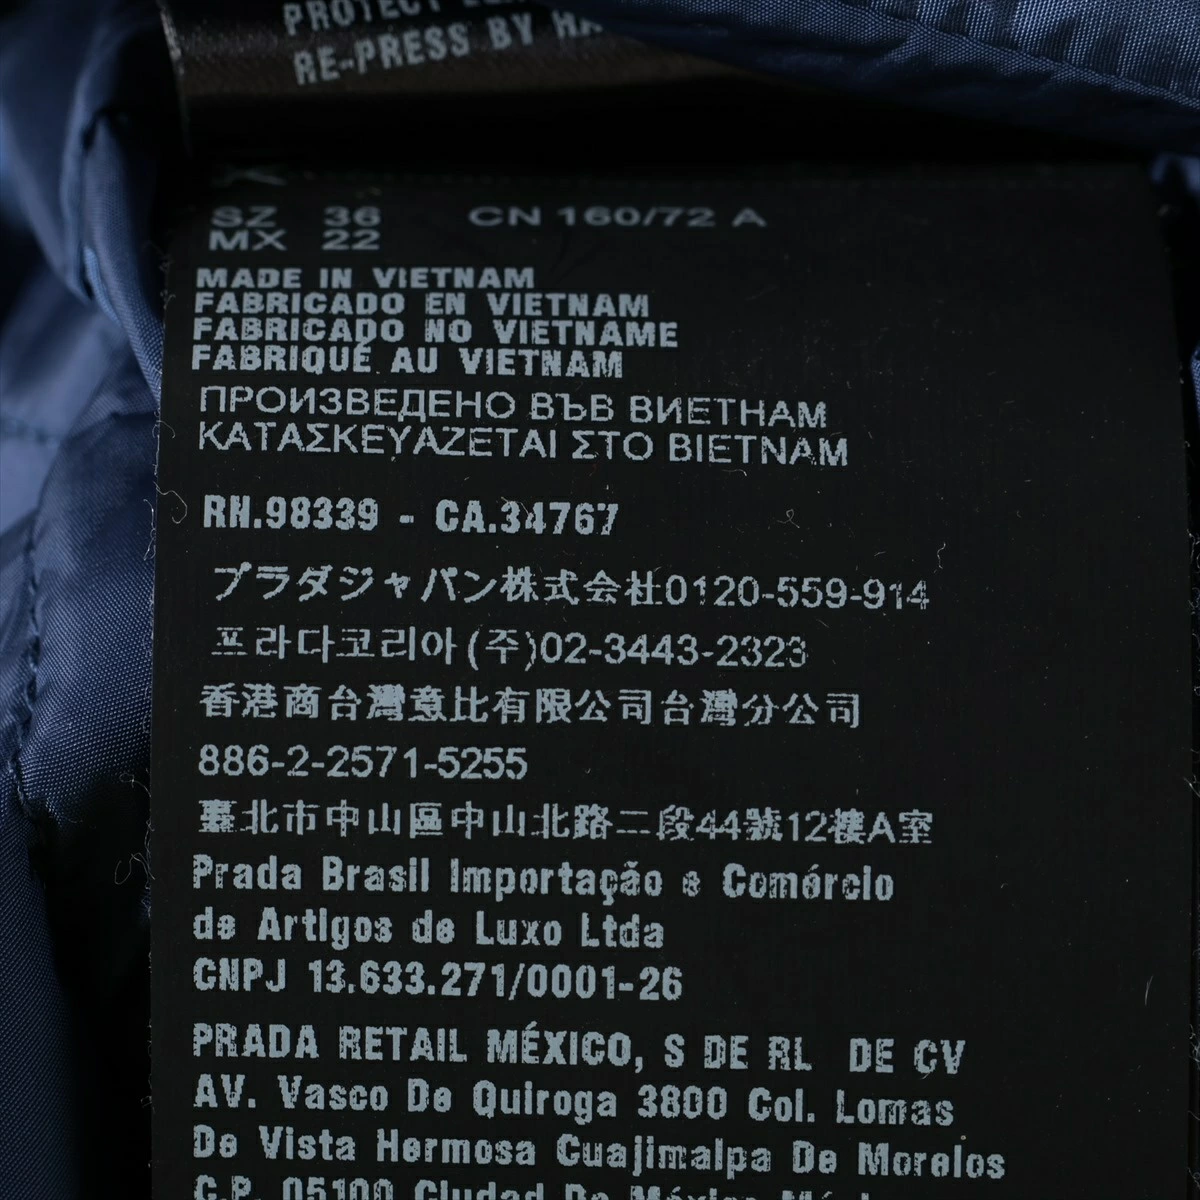 PROTECT
RE-PRESS BY
SZ 36 CN 160/72 A
MX 22
MADE IN VIETNAM
FABRICADO EN VIETNAM
FABRICADO NO VIETNAME
FABRIQUÉ AU VIETNAM
ПРОИЗВЕДЕНО ВЪВ ВИЕТНАМ
ΚΑΤΑΣΚΕΥΑΖΕΤΑΙ ΣΤΟ ΒΙΕΤΝΑΜ
RN.98339 - CA.34767
プラダジャパン株式会社0120-559-914
프라다코리아(주)02-3443-2323
香港商台灣意比有限公司台灣分公司
886-2-2571-5255
臺北市中山區中山北路二段44號12樓A室
Prada Brasil Importação e Comércio
de Artigos de Luxo Ltda
CNPJ 13.633.271/0001-26
PRADA RETAIL MÉXICO, S DE RL DE CV
AV. Vasco De Quiroga 3800 Col. Lomas
De Vista Hermosa Cuajimalpa De Morelos
C.P. 05100 Ciudad De México